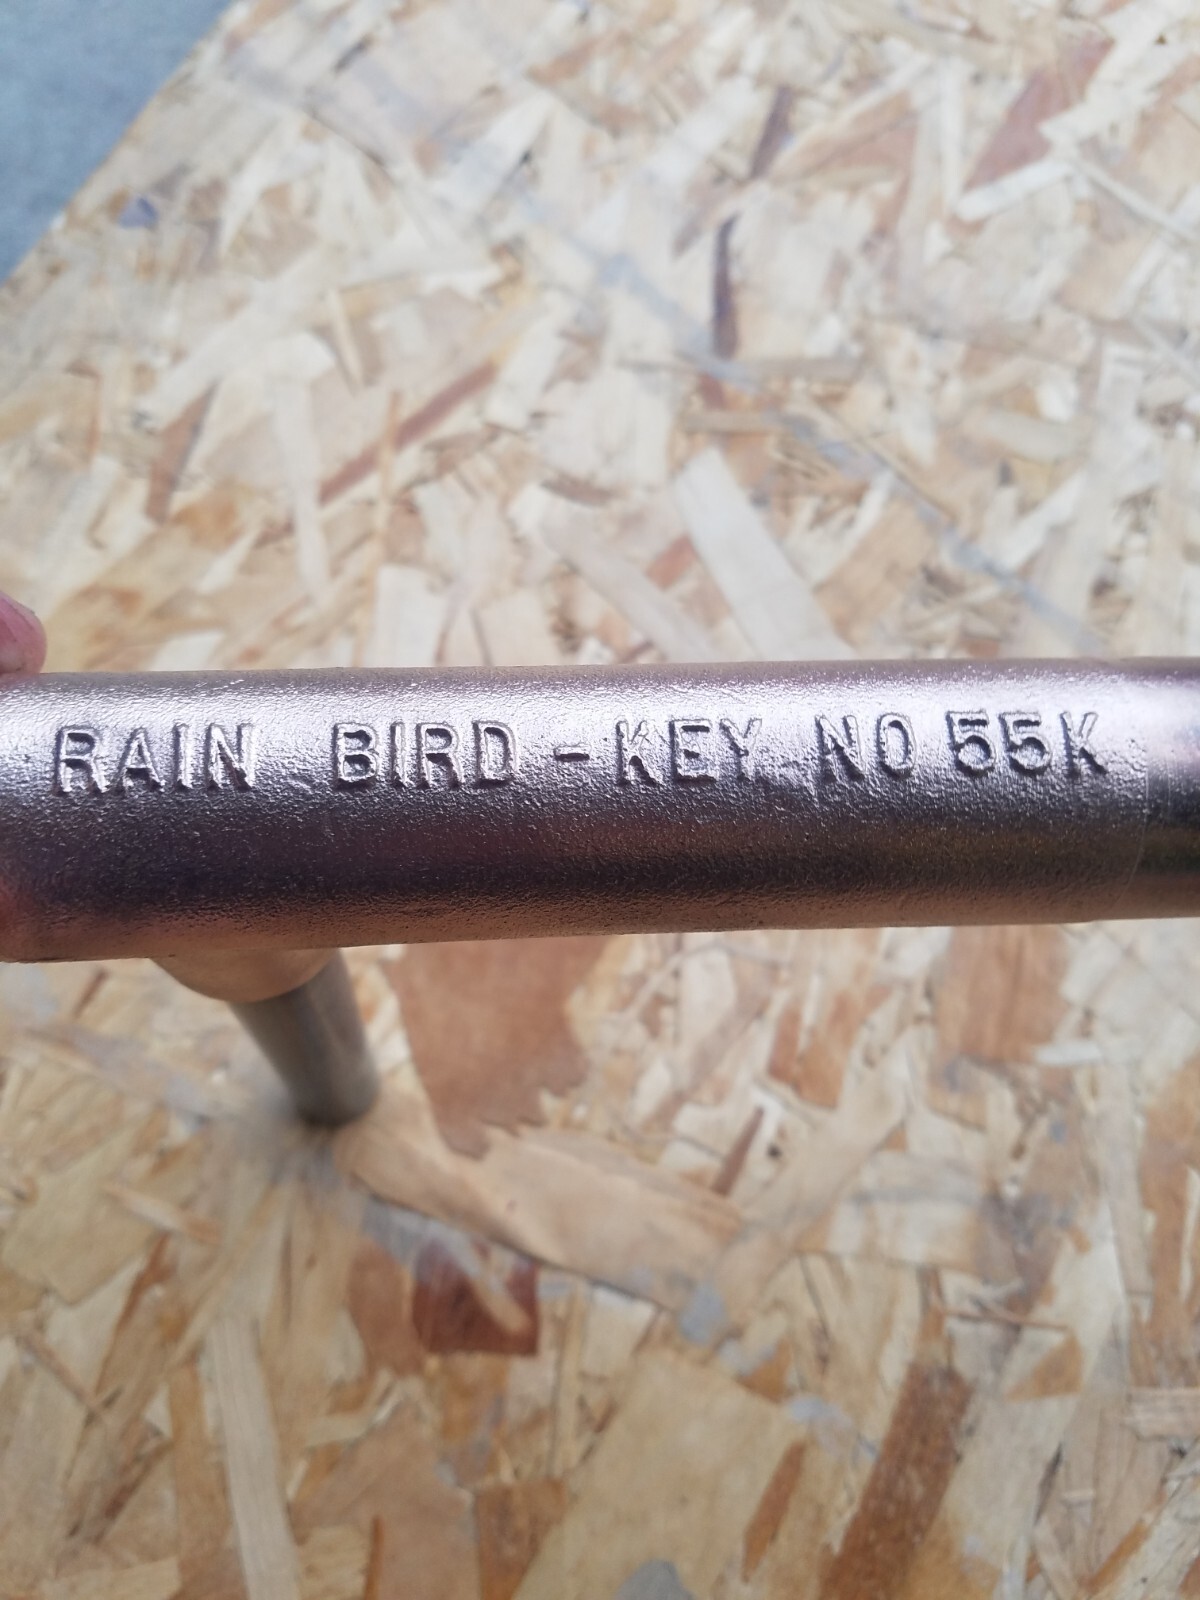 RAIN BIRD - KEY NO 55K